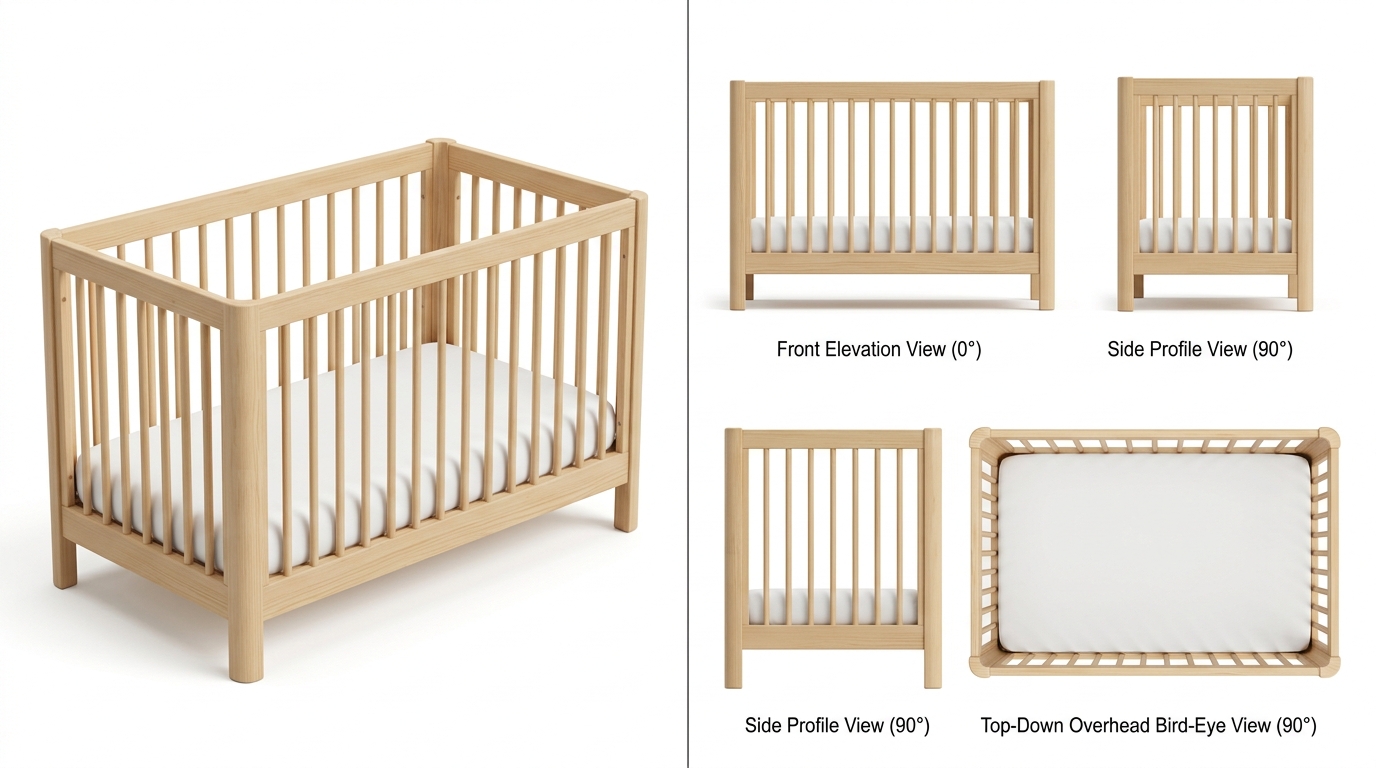 Front Elevation View (0°)
Side Profile View (90°)
Side Profile View (90°)
Top-Down Overhead Bird-Eye View (90°)